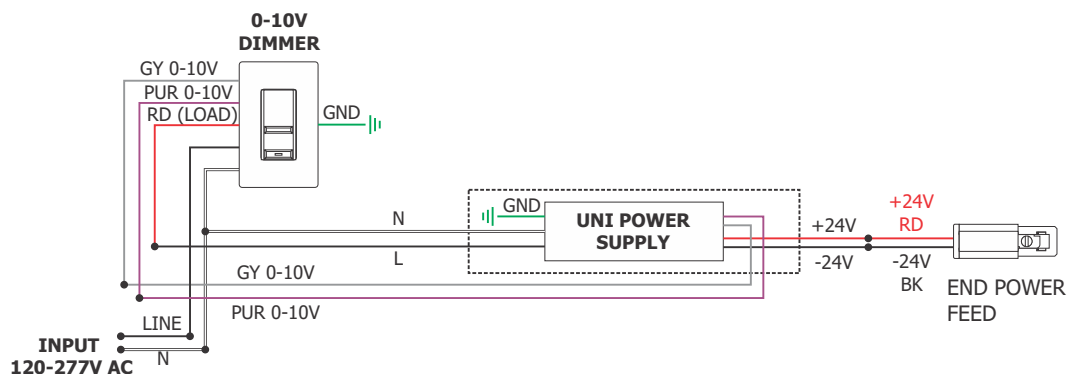 0-10V
DIMMER
GY 0-10V
PUR 0-10V
RD (LOAD)
GND
N
L
GND
UNI POWER
SUPPLY
+24V
-24V
+24V
RD
-24V
BK
END POWER
FEED
GY 0-10V
PUR 0-10V
LINE
N
INPUT
120-277V AC